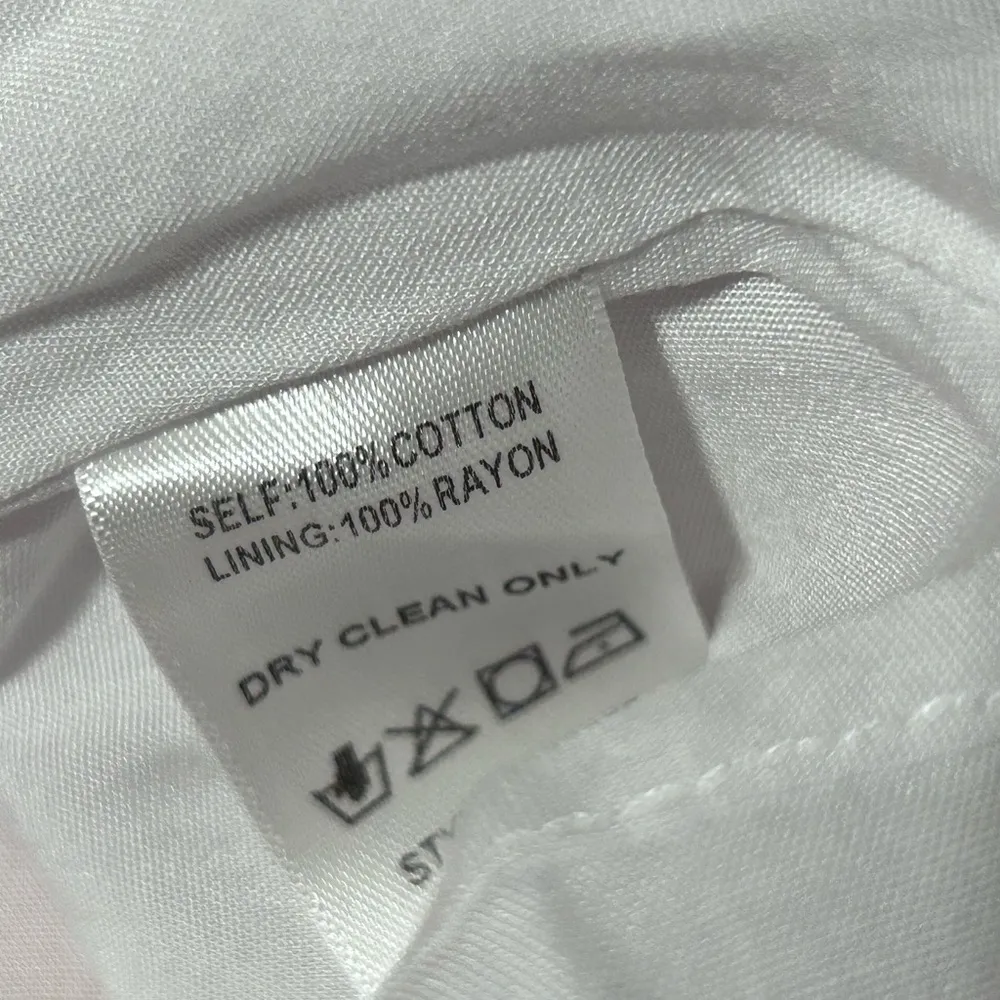 SELF:100%COTTON
LINING:100%RAYON
DRY CLEAN ONLY